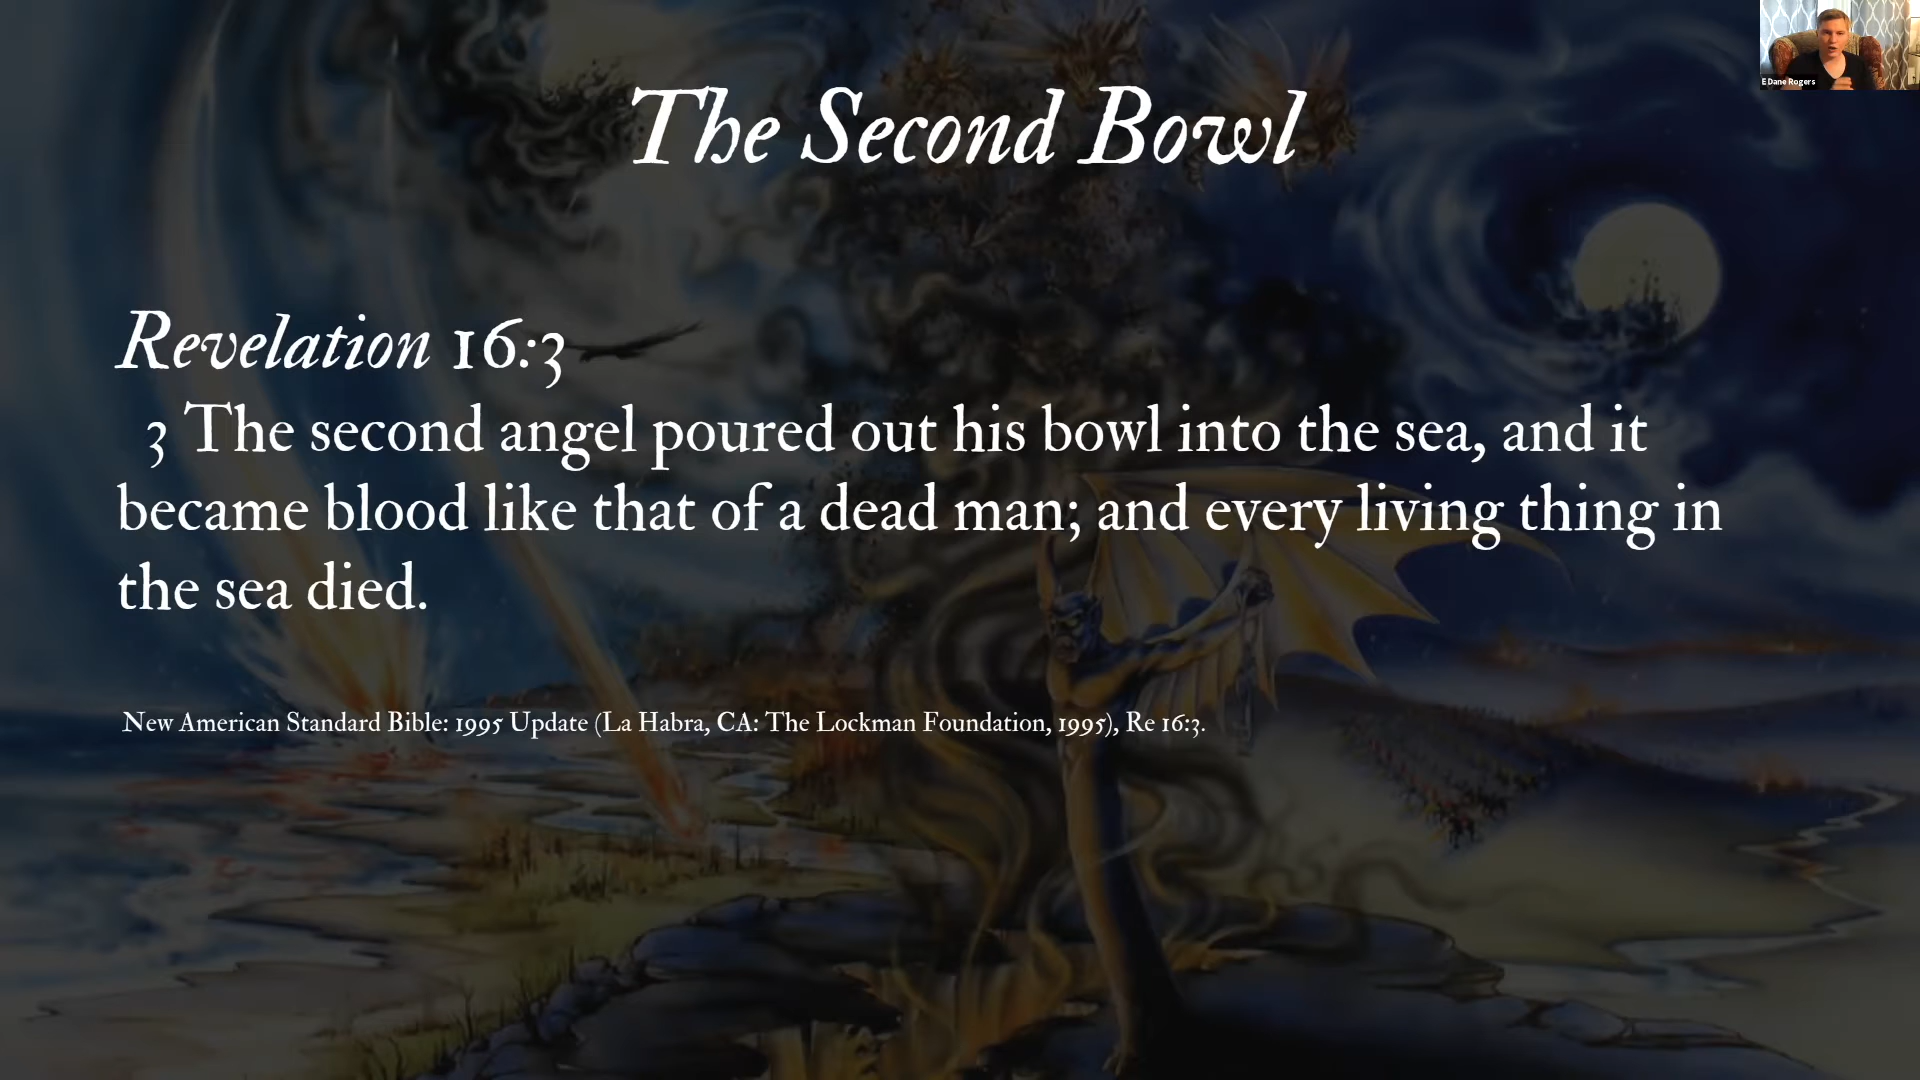 E Dane Rogers
The Second Bowl
Revelation 16:3
3 The second angel poured out his bowl into the sea, and it
became blood like that of a dead man; and every living thing in
the sea died.
New American Standard Bible: 1995 Update (La Habra, CA: The Lockman Foundation, 1995), Re 16:3.